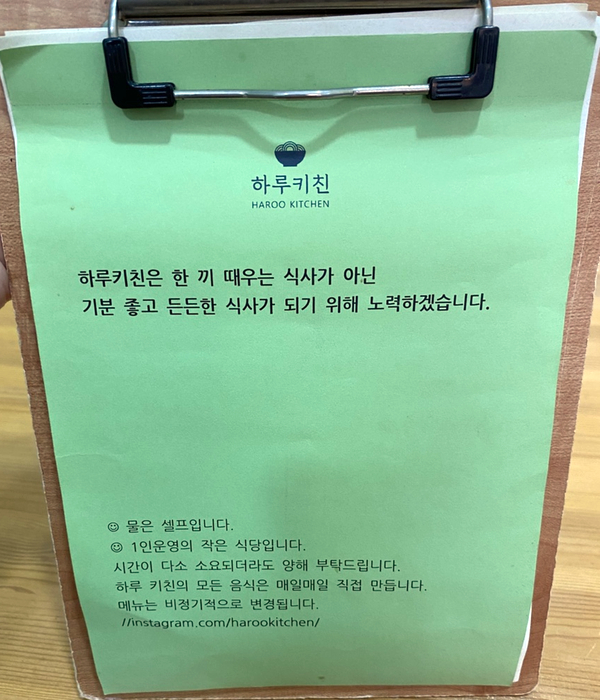 하루키친
HAROO KITCHEN
하루키친은 한 끼 때우는 식사가 아닌
기분 좋고 든든한 식사가 되기 위해 노력하겠습니다.
☺ 물은 셀프입니다.
☺ 1인운영의 작은 식당입니다.
시간이 다소 소요되더라도 양해 부탁드립니다.
하루 키친의 모든 음식은 매일매일 직접 만듭니다.
메뉴는 비정기적으로 변경됩니다.
//instagram.com/harookitchen/